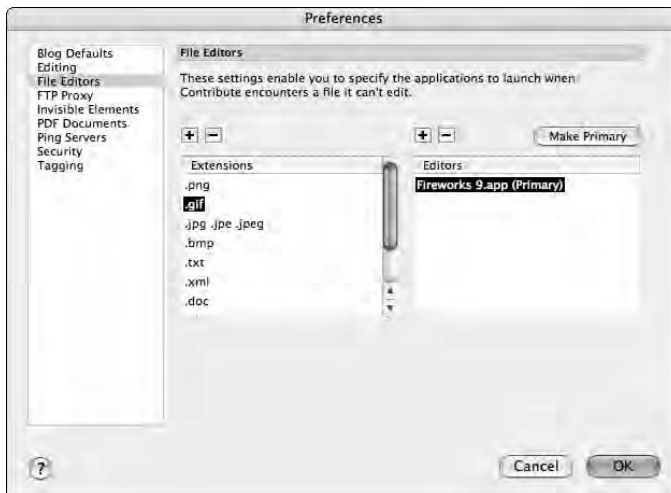 Preferences
Blog Defaults
Editing
File Editors
FTP Proxy
Invisible Elements
PDF Documents
Ping Servers
Security
Tagging
File Editors
These settings enable you to specify the applications to launch when
Contribute encounters a file it can't edit.
+ −
+ −
Make Primary
Extensions
.png
.gif
.jpg .jpe .jpeg
.bmp
.txt
.xml
.doc
Editors
Fireworks 9.app (Primary)
?
Cancel
OK